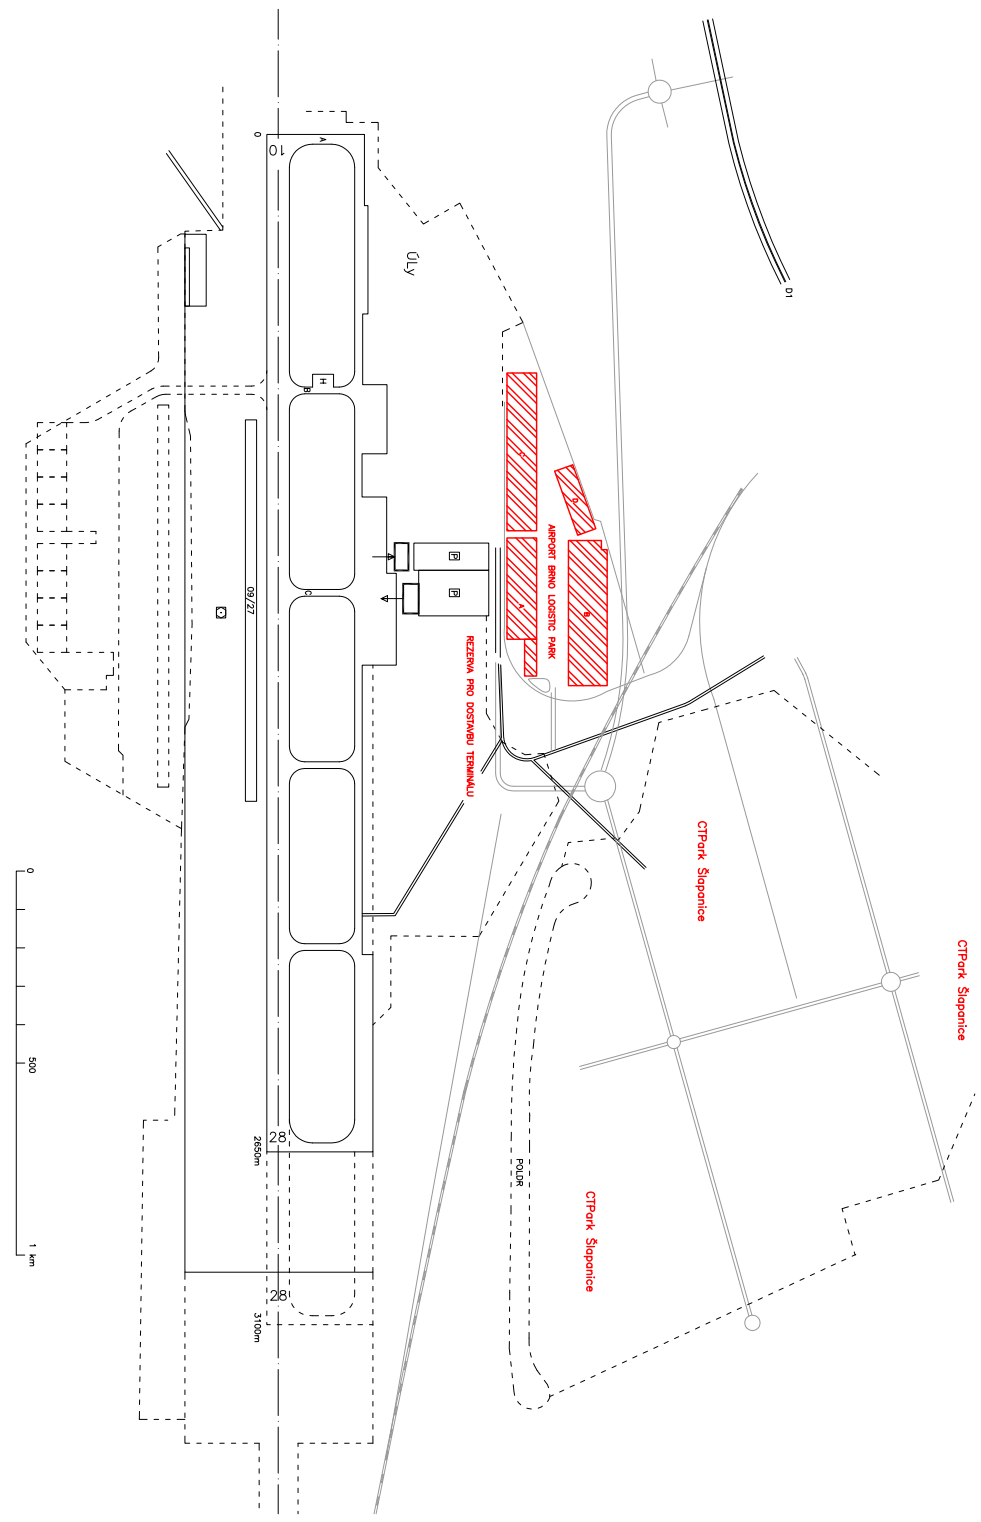 D1
0
10
A
ÚLy
H
B
C
D
B
A
AIRPORT BRNO LOGISTIC PARK
P
P
C
09/27
REZERVA PRO DOSTAVBU TERMINÁLU
CTPark Šlapanice
CTPark Šlapanice
CTPark Šlapanice
POLDR
28
2650m
28
3100m
0
500
1 km